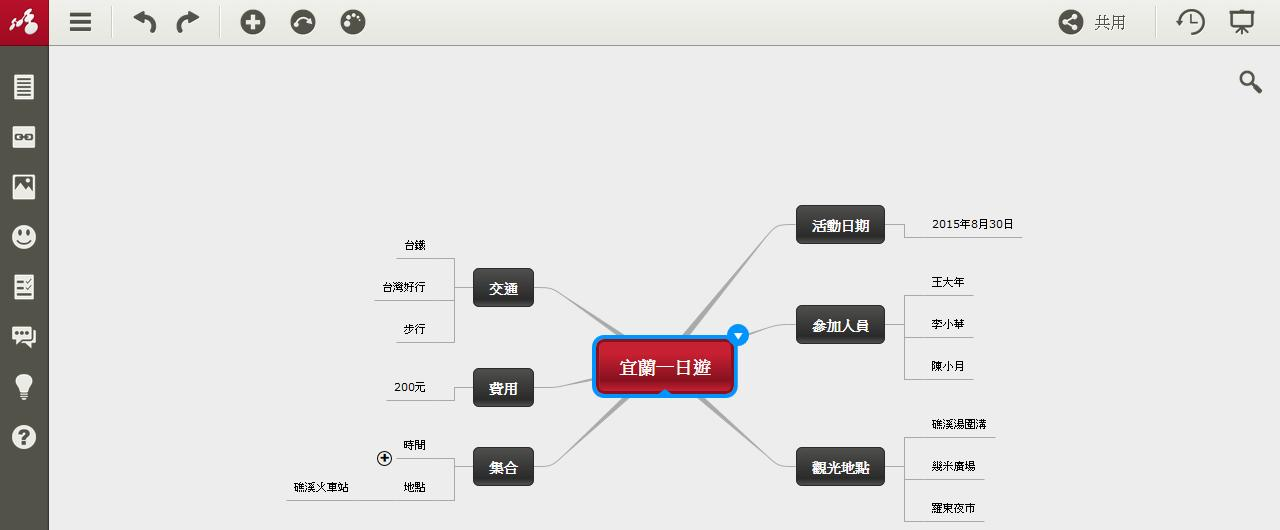 共用
活動日期
2015年8月30日
台鐵
交通
台灣好行
步行
王大年
參加人員
李小華
陳小月
宜蘭一日遊
200元
費用
時間
集合
礁溪火車站
地點
礁溪湯圍溝
觀光地點
幾米廣場
羅東夜市